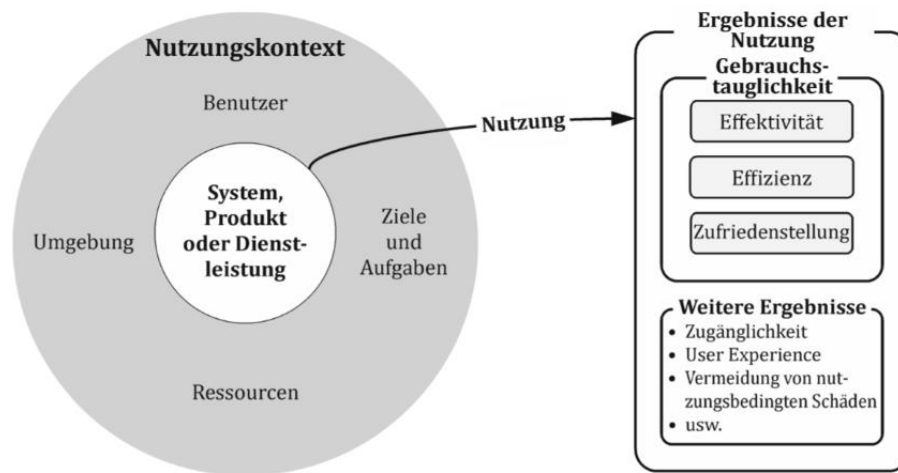 Nutzungskontext
Benutzer
System,
Produkt
oder Dienst-
leistung
Umgebung
Ziele
und
Aufgaben
Ressourcen
Nutzung
Ergebnisse der
Nutzung
Gebrauchs-
tauglichkeit
Effektivität
Effizienz
Zufriedenstellung
Weitere Ergebnisse
• Zugänglichkeit
• User Experience
• Vermeidung von nut-
zungsbedingten Schäden
• usw.